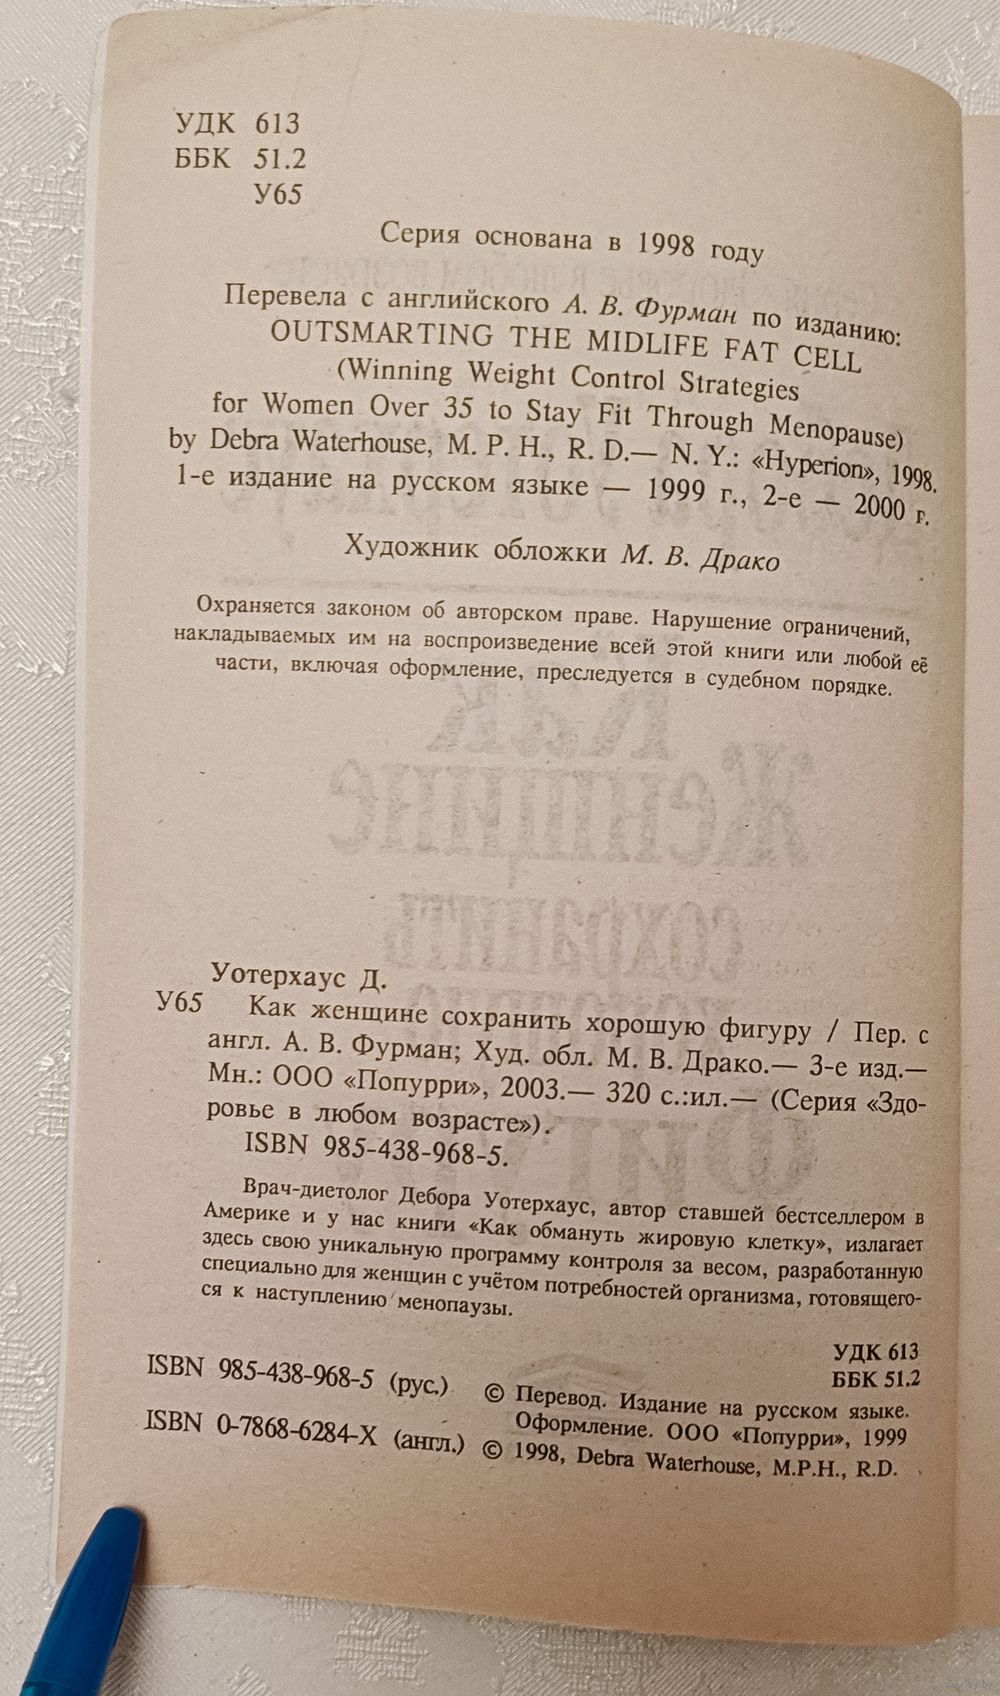 УДК 613
ББК 51.2
У65
Серия основана в 1998 году
Перевела с английского А. В. Фурман по изданию:
OUTSMARTING THE MIDLIFE FAT CELL
(Winning Weight Control Strategies
for Women Over 35 to Stay Fit Through Menopause)
by Debra Waterhouse, M. P. H., R. D.— N. Y.: «Hyperion», 1998.
1-е издание на русском языке — 1999 г., 2-е — 2000 г.
Художник обложки М. В. Драко
Охраняется законом об авторском праве. Нарушение ограничений,
накладываемых им на воспроизведение всей этой книги или любой её
части, включая оформление, преследуется в судебном порядке.
Уотерхаус Д.
У65 Как женщине сохранить хорошую фигуру / Пер. с
англ. А. В. Фурман; Худ. обл. М. В. Драко.— 3-е изд.—
Мн.: ООО «Попурри», 2003.— 320 с.:ил.— (Серия «Здо-
ровье в любом возрасте»).
ISBN 985-438-968-5.
Врач-диетолог Дебора Уотерхаус, автор ставшей бестселлером в
Америке и у нас книги «Как обмануть жировую клетку», излагает
здесь свою уникальную программу контроля за весом, разработанную
специально для женщин с учётом потребностей организма, готовящего-
ся к наступлению менопаузы.
УДК 613
ББК 51.2
ISBN 985-438-968-5 (рус.) © Перевод. Издание на русском языке.
Оформление. ООО «Попурри», 1999
ISBN 0-7868-6284-X (англ.) © 1998, Debra Waterhouse, M.P.H., R.D.